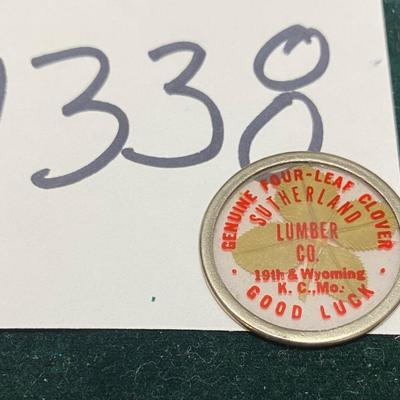 338
GENUINE FOUR-LEAF CLOVER
SUTHERLAND
LUMBER
CO.
19th & Wyoming
K. C., Mo.
• GOOD LUCK •